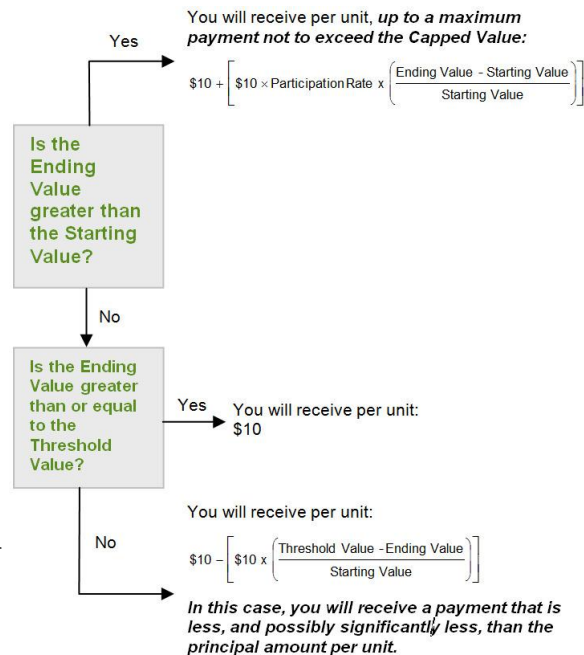 Yes
You will receive per unit, up to a maximum
payment not to exceed the Capped Value:
$10 + [ $10 × Participation Rate x ( Ending Value - Starting Value / Starting Value ) ]
Is the
Ending
Value
greater than
the Starting
Value?
No
Is the Ending
Value greater
than or equal
to the
Threshold
Value?
Yes
You will receive per unit:
$10
No
You will receive per unit:
$10 − [ $10 x ( Threshold Value - Ending Value / Starting Value ) ]
In this case, you will receive a payment that is
less, and possibly significantly less, than the
principal amount per unit.